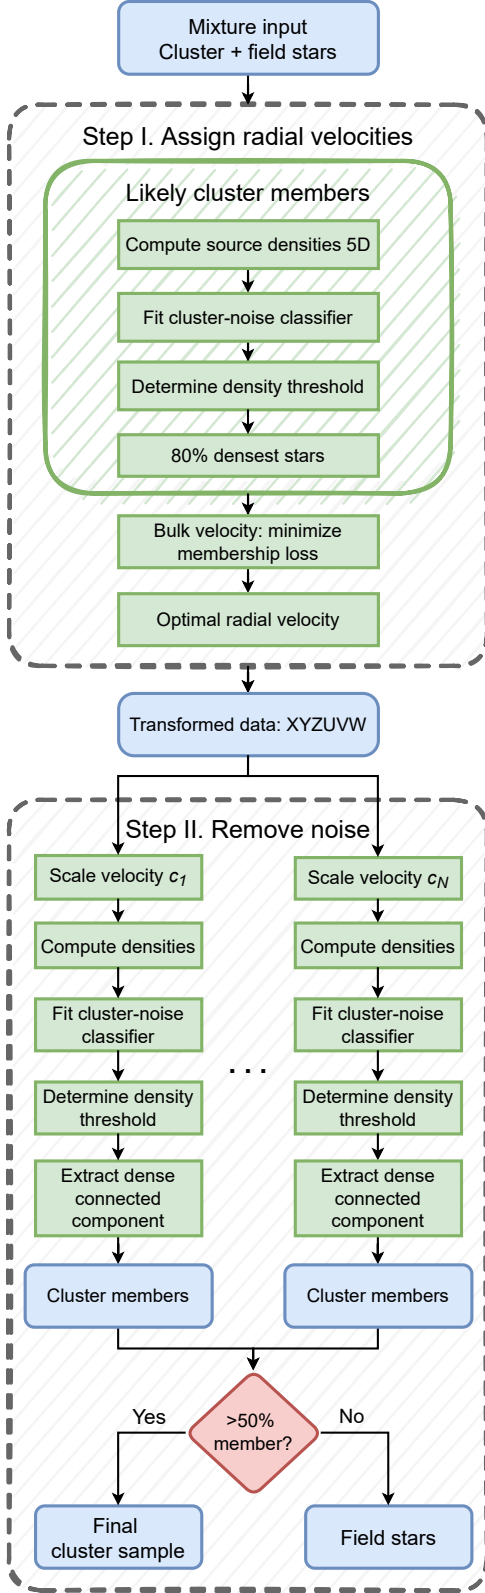 Mixture input
Cluster + field stars
Step I. Assign radial velocities
Likely cluster members
Compute source densities 5D
Fit cluster-noise classifier
Determine density threshold
80% densest stars
Bulk velocity: minimize
membership loss
Optimal radial velocity
Transformed data: XYZUVW
Step II. Remove noise
Scale velocity c_1
Compute densities
Fit cluster-noise
classifier
Determine density
threshold
Extract dense
connected
component
Cluster members
. . .
Scale velocity c_N
Compute densities
Fit cluster-noise
classifier
Determine density
threshold
Extract dense
connected
component
Cluster members
>50%
member?
Yes
No
Final
cluster sample
Field stars